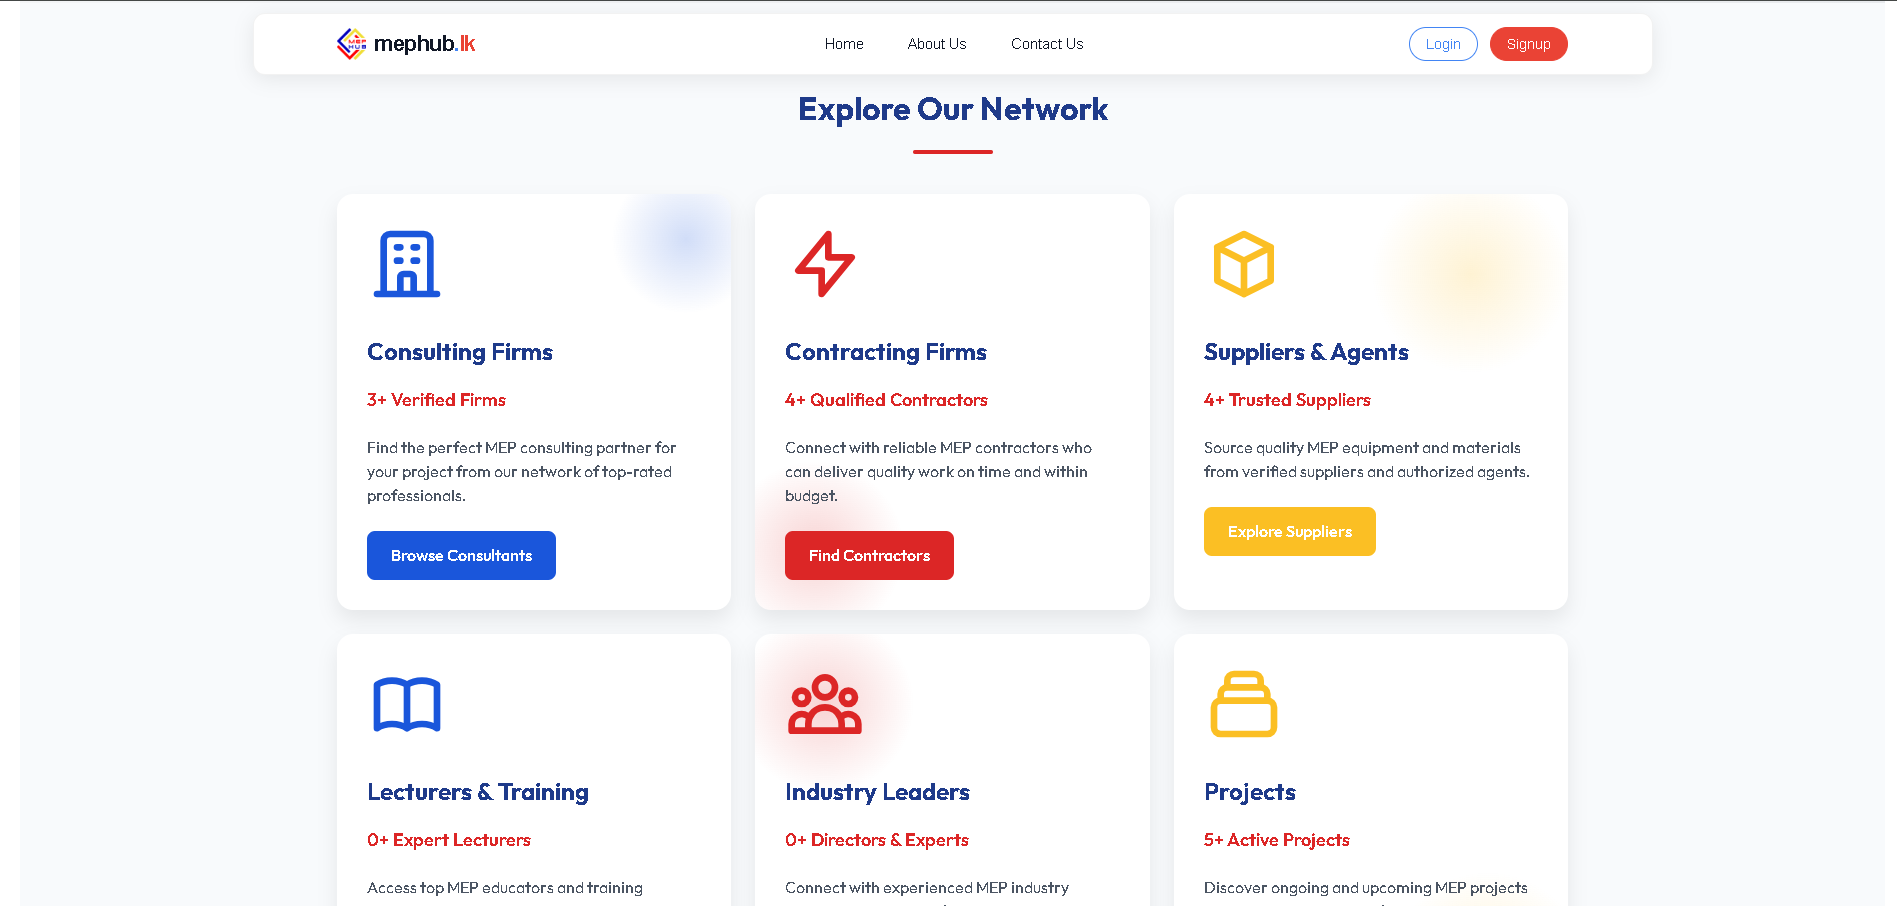 MEP
HUB
mephub.lk
Home
About Us
Contact Us
Login
Signup
Explore Our Network
Consulting Firms
3+ Verified Firms
Find the perfect MEP consulting partner for
your project from our network of top-rated
professionals.
Browse Consultants
Contracting Firms
4+ Qualified Contractors
Connect with reliable MEP contractors who
can deliver quality work on time and within
budget.
Find Contractors
Suppliers & Agents
4+ Trusted Suppliers
Source quality MEP equipment and materials
from verified suppliers and authorized agents.
Explore Suppliers
Lecturers & Training
0+ Expert Lecturers
Access top MEP educators and training
Industry Leaders
0+ Directors & Experts
Connect with experienced MEP industry
Projects
5+ Active Projects
Discover ongoing and upcoming MEP projects